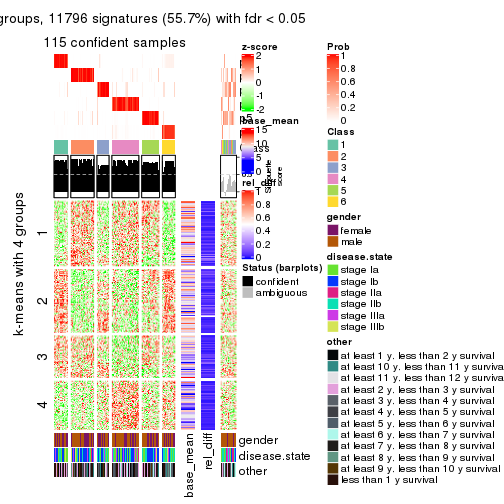 groups, 11796 signatures (55.7%) with fdr < 0.05
115 confident samples
k-means with 4 groups
1
2
3
4
p5
z-score
2
1
0
-1
-2
base_mean
15
10
5
0
rel_diff
1
0.8
0.6
0.4
0.2
0
Silhouette
score
Status (barplots)
confident
ambiguous
Prob
1
0.8
0.6
0.4
0.2
0
Class
1
2
3
4
5
6
gender
female
male
disease.state
stage Ia
stage Ib
stage IIa
stage IIb
stage IIIa
stage IIIb
other
at least 1 y. less than 2 y survival
at least 10 y. less than 11 y surviva
at least 11 y. less than 12 y surviva
at least 2 y. less than 3 y survival
at least 3 y. less than 4 y survival
at least 4 y. less than 5 y survival
at least 5 y. less than 6 y survival
at least 6 y. less than 7 y survival
at least 7 y. less than 8 y survival
at least 8 y. less than 9 y survival
at least 9 y. less than 10 y survival
less than 1 y survival
gender
disease.state
other
base_mean
rel_diff